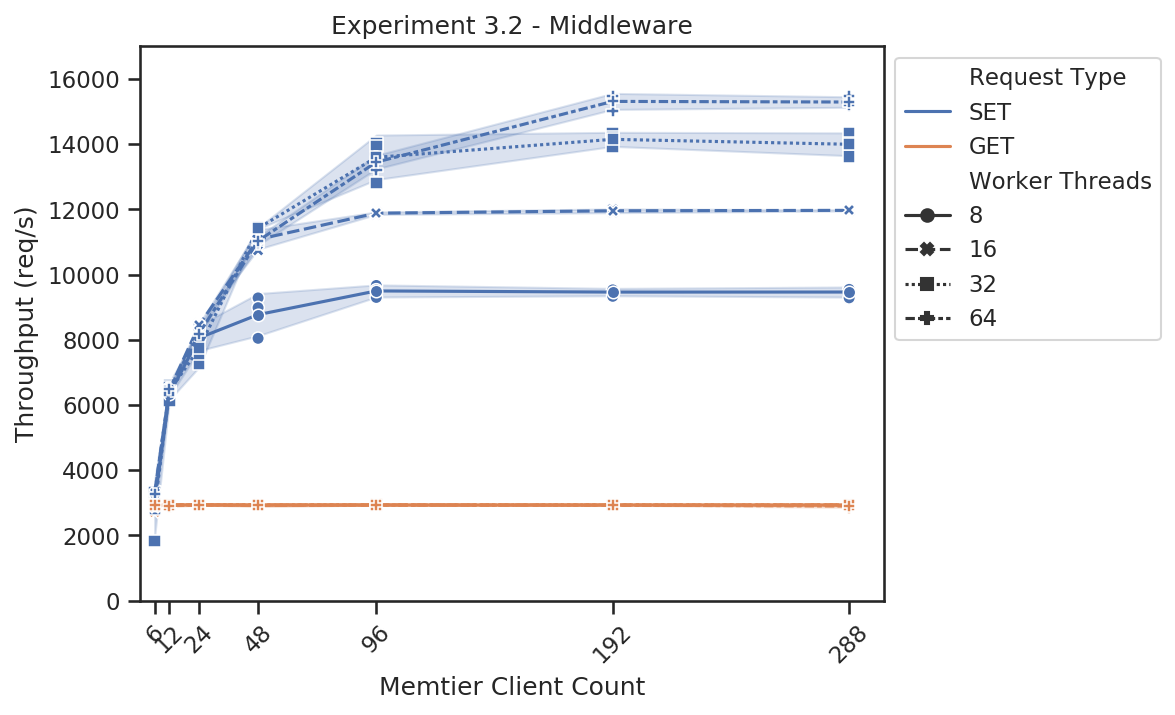 Experiment 3.2 - Middleware
Throughput (req/s)
16000
14000
12000
10000
8000
6000
4000
2000
0
6
12
24
48
96
192
288
Memtier Client Count
Request Type
SET
GET
Worker Threads
8
16
32
64